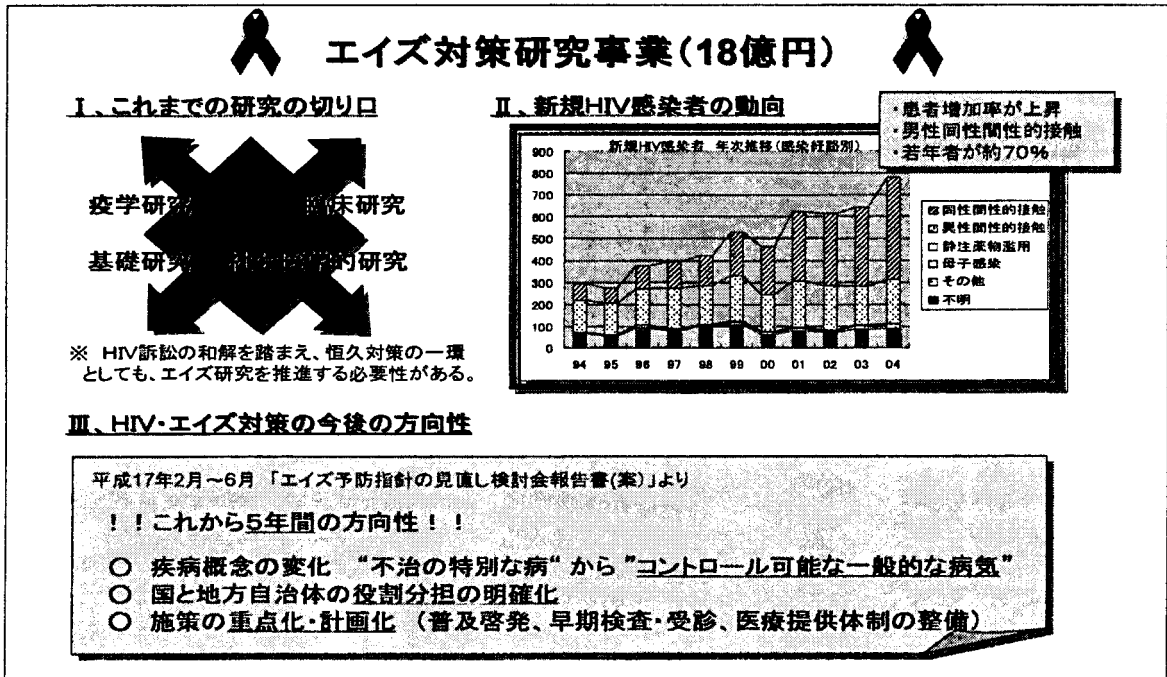 エイズ対策研究事業(18億円)
Ⅰ、これまでの研究の切り口
疫学研究
床研究
基礎研究
的研究
※ HIV訴訟の和解を踏まえ、恒久対策の一環
としても、エイズ研究を推進する必要性がある。
Ⅱ、新規HIV感染者の動向
・患者増加率が上昇
・男性同性間性的接触
・若年者が約70%
新規HIV感染者 年次推移(感染経路別)
900
800
700
600
500
400
300
200
100
0
94 95 96 97 98 99 00 01 02 03 04
同性間性的接触
異性間性的接触
静注薬物濫用
母子感染
その他
不明
Ⅲ、HIV・エイズ対策の今後の方向性
平成17年2月～6月 「エイズ予防指針の見直し検討会報告書(案)」より
！！これから5年間の方向性！！
○ 疾病概念の変化 “不治の特別な病“ から ”コントロール可能な一般的な病気”
○ 国と地方自治体の役割分担の明確化
○ 施策の重点化・計画化 (普及啓発、早期検査・受診、医療提供体制の整備)